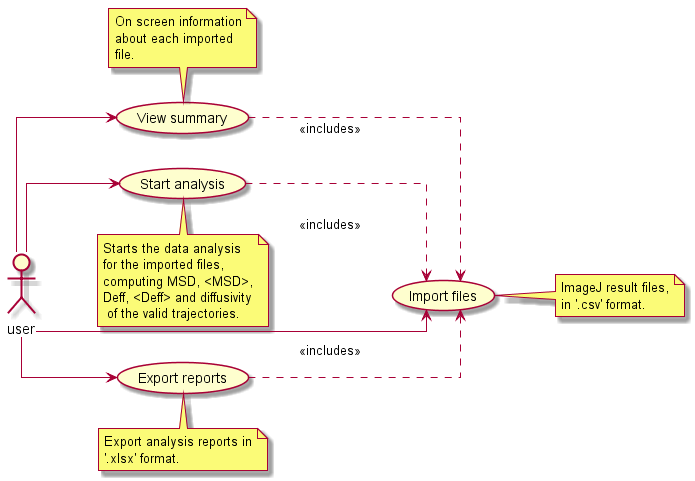 On screen information
about each imported
file.
View summary
«includes»
Start analysis
«includes»
Starts the data analysis
for the imported files,
computing MSD, <MSD>,
Deff, <Deff> and diffusivity
of the valid trajectories.
Import files
ImageJ result files,
in '.csv' format.
user
«includes»
Export reports
Export analysis reports in
'.xlsx' format.